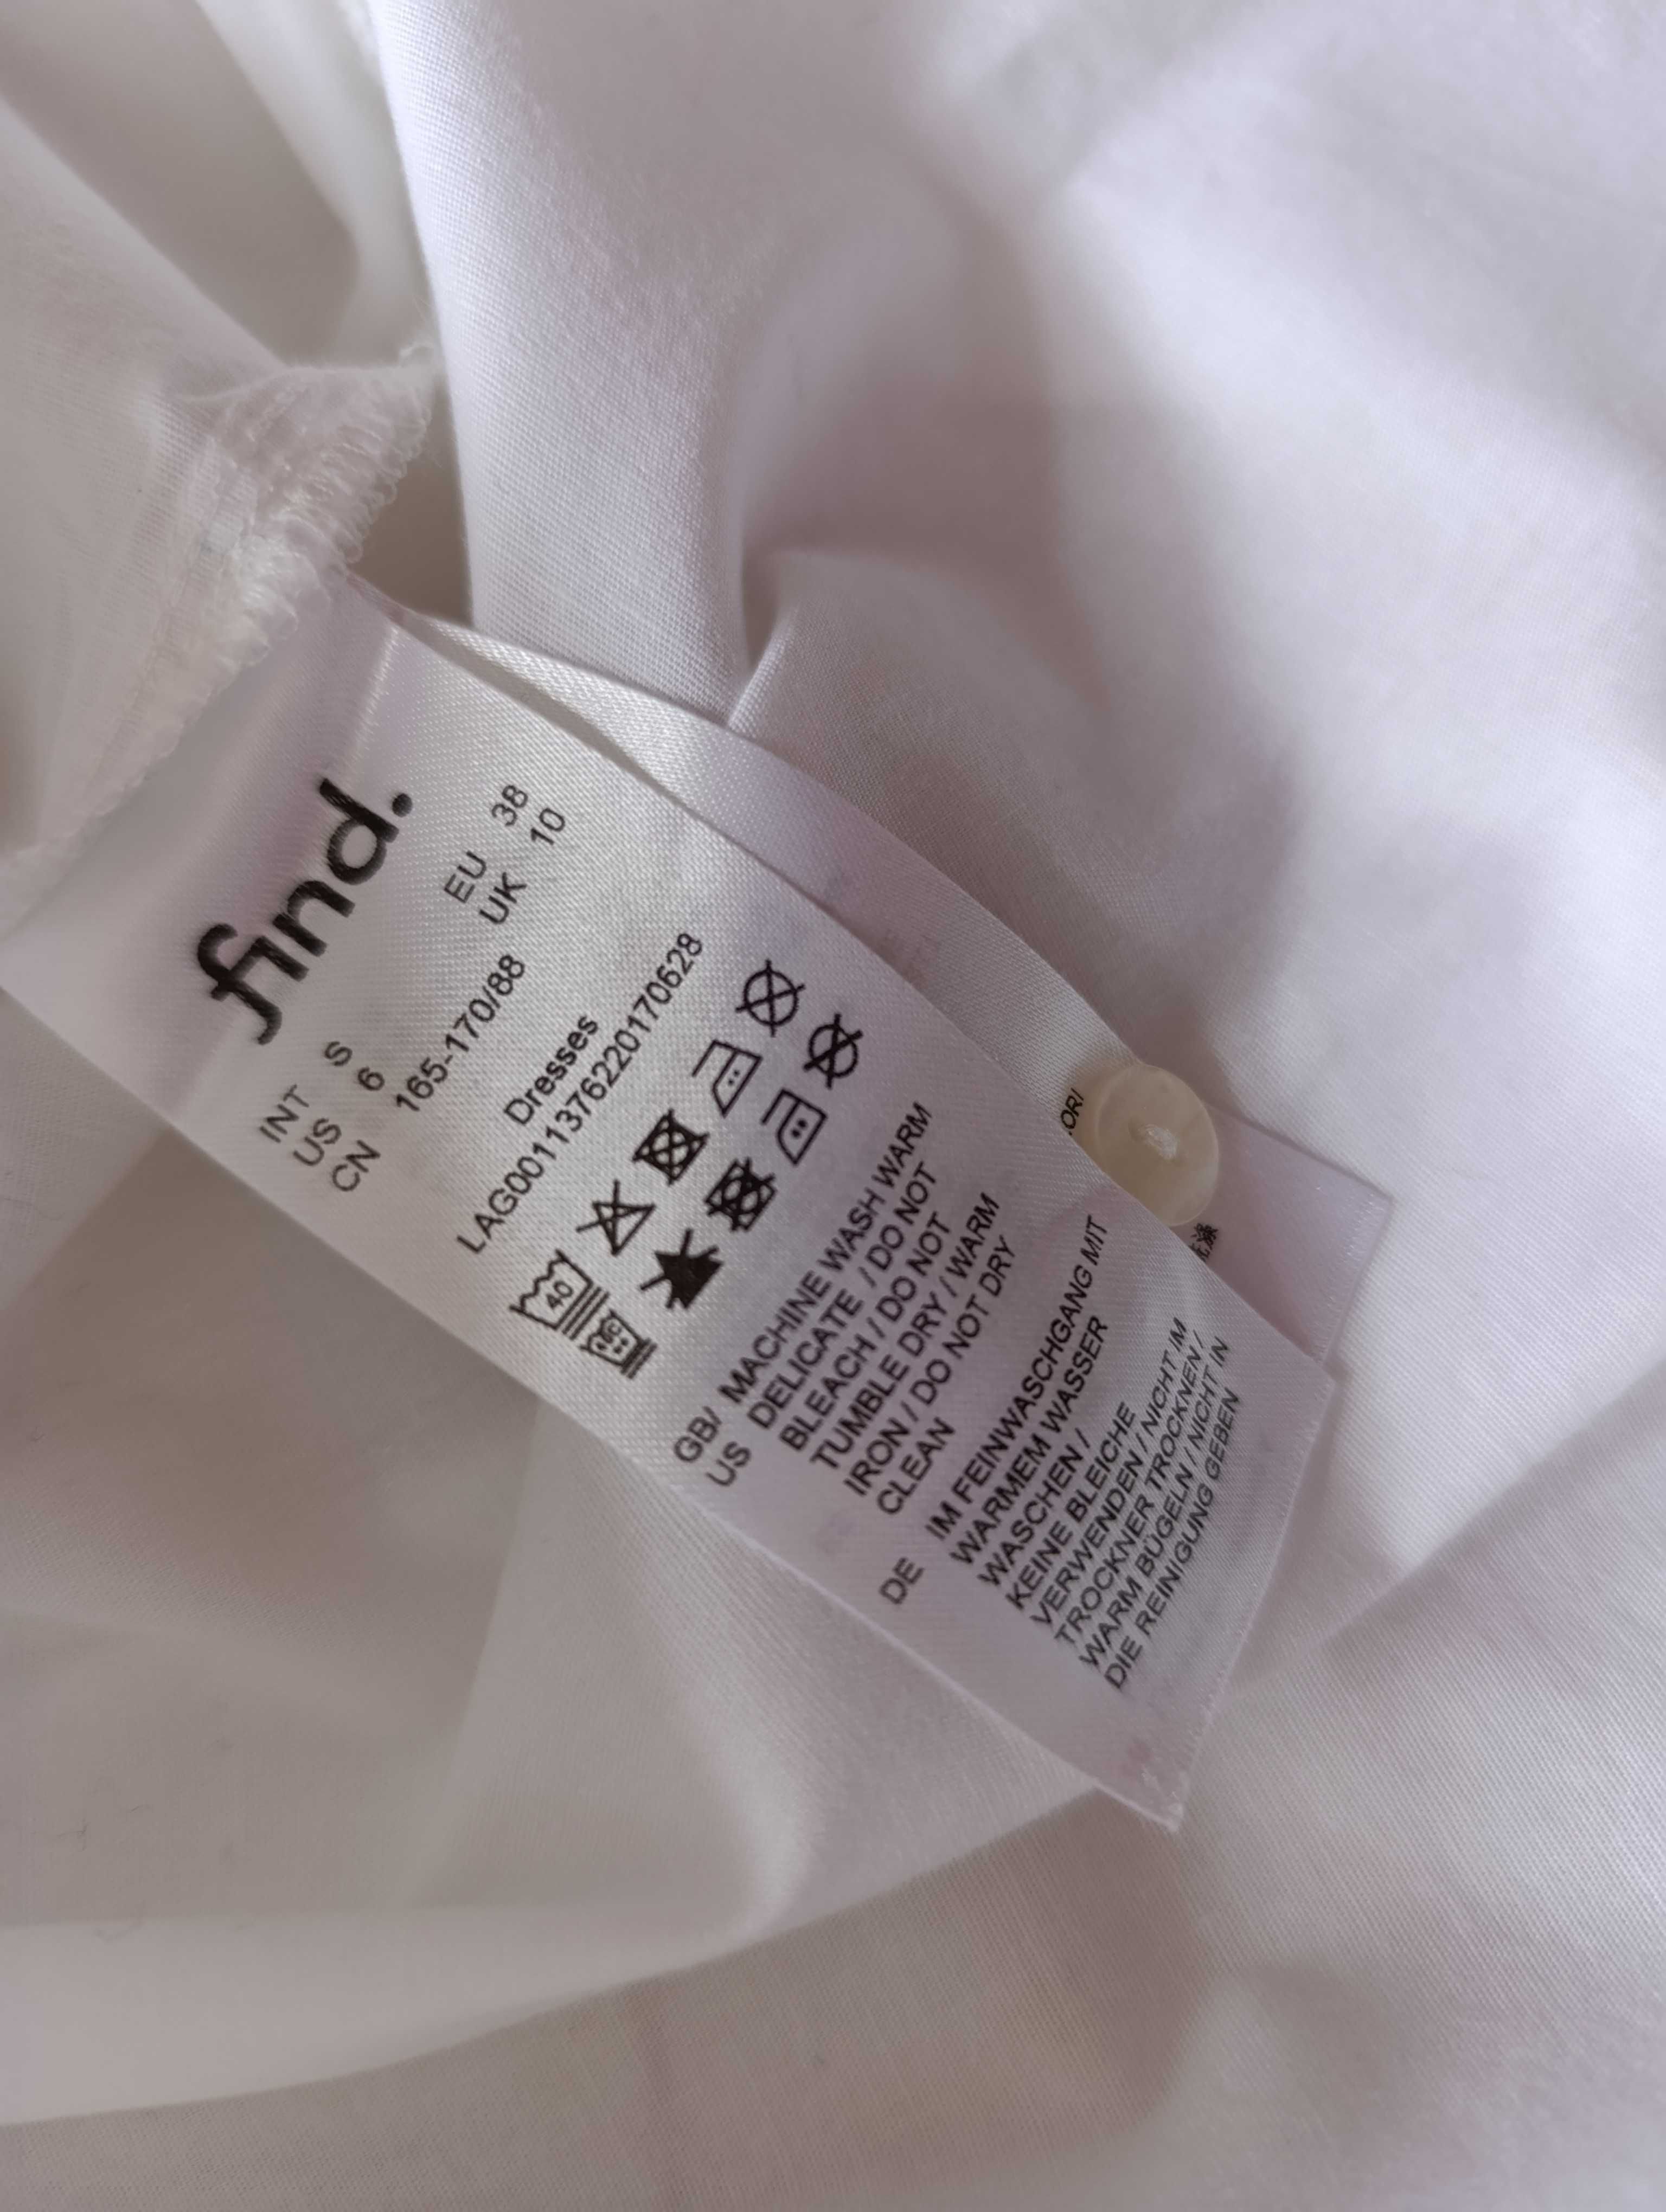 find.
INT S EU 38
US 6 UK 10
CN 165-170/88
Dresses
LAG0011376220170628
40
GB/ MACHINE WASH WARM
US DELICATE / DO NOT
BLEACH / DO NOT
TUMBLE DRY / WARM
IRON / DO NOT DRY
CLEAN
DE IM FEINWASCHGANG MIT
WARMEM WASSER
WASCHEN /
KEINE BLEICHE
VERWENDEN / NICHT IM
TROCKNER TROCKNEN /
WARM BÜGELN / NICHT IN
DIE REINIGUNG GEBEN
ORI